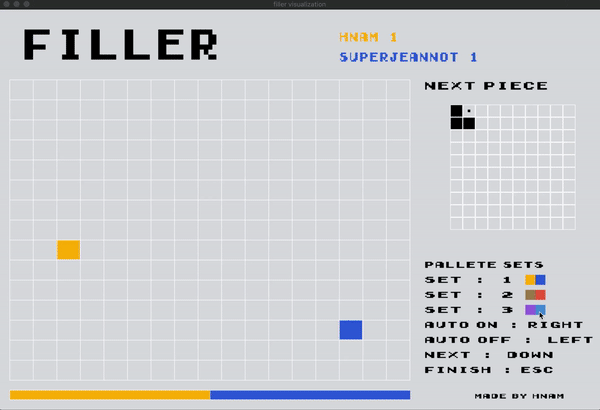 filler visualization
FILLER
HNAM 1
SUPERJEANNOT 1
NEXT PIECE
PALLETE SETS
SET : 1
SET : 2
SET : 3
AUTO ON : RIGHT
AUTO OFF : LEFT
NEXT : DOWN
FINISH : ESC
MADE BY HNAM